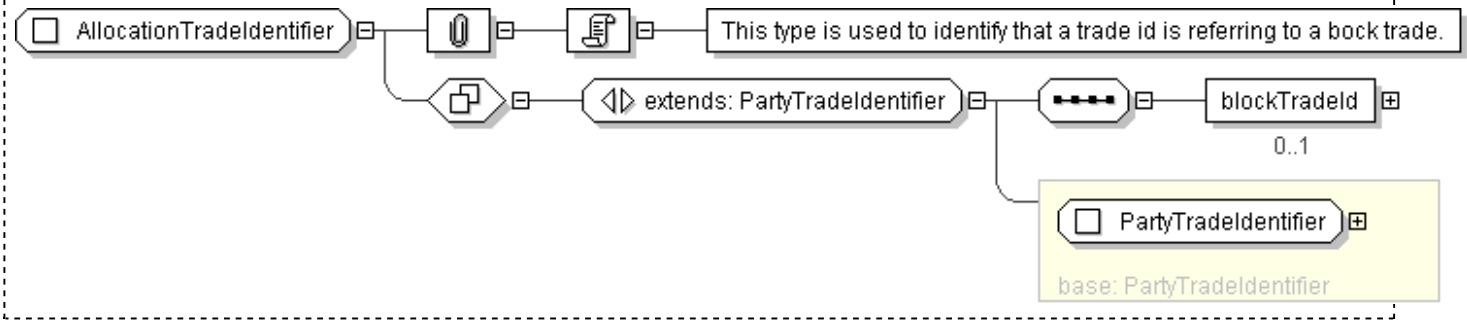 AllocationTradeIdentifier
This type is used to identify that a trade id is referring to a bock trade.
extends: PartyTradeIdentifier
blockTradeId
0..1
PartyTradeIdentifier
base: PartyTradeIdentifier